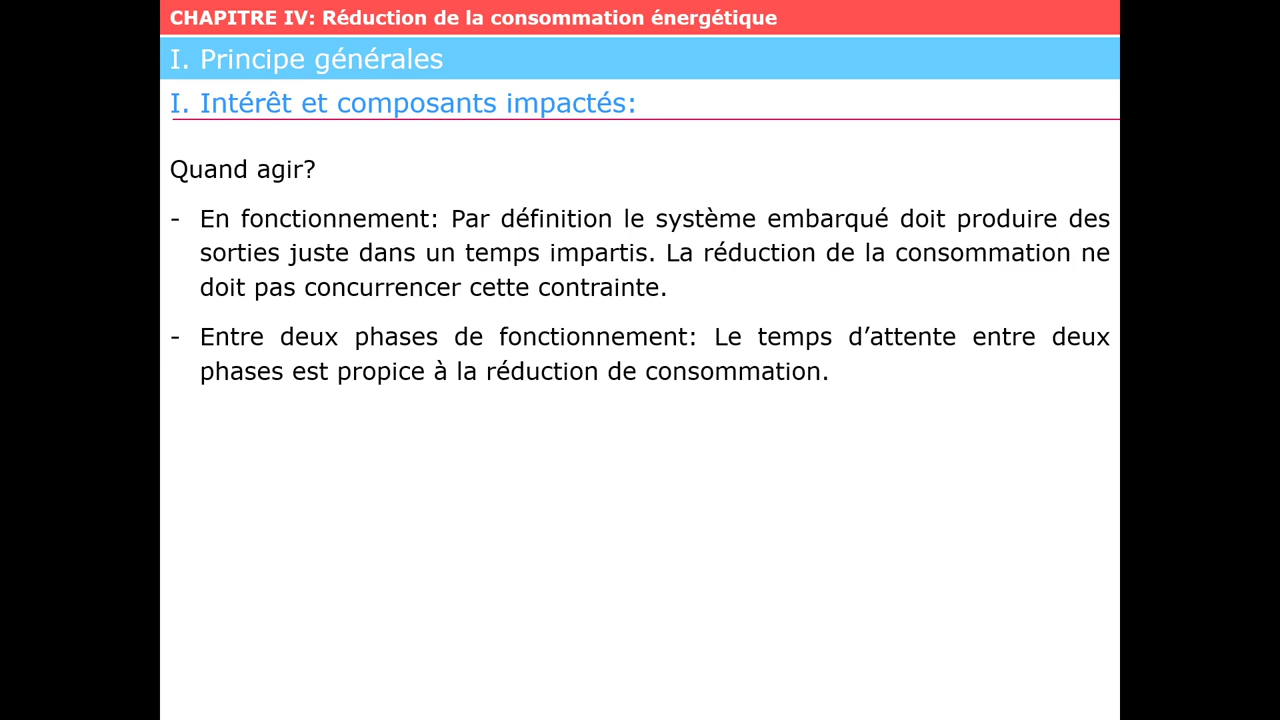 CHAPITRE IV: Réduction de la consommation énergétique
I. Principe générales
I. Intérêt et composants impactés:
Quand agir?
- En fonctionnement: Par définition le système embarqué doit produire des
sorties juste dans un temps impartis. La réduction de la consommation ne
doit pas concurrencer cette contrainte.
- Entre deux phases de fonctionnement: Le temps d’attente entre deux
phases est propice à la réduction de consommation.